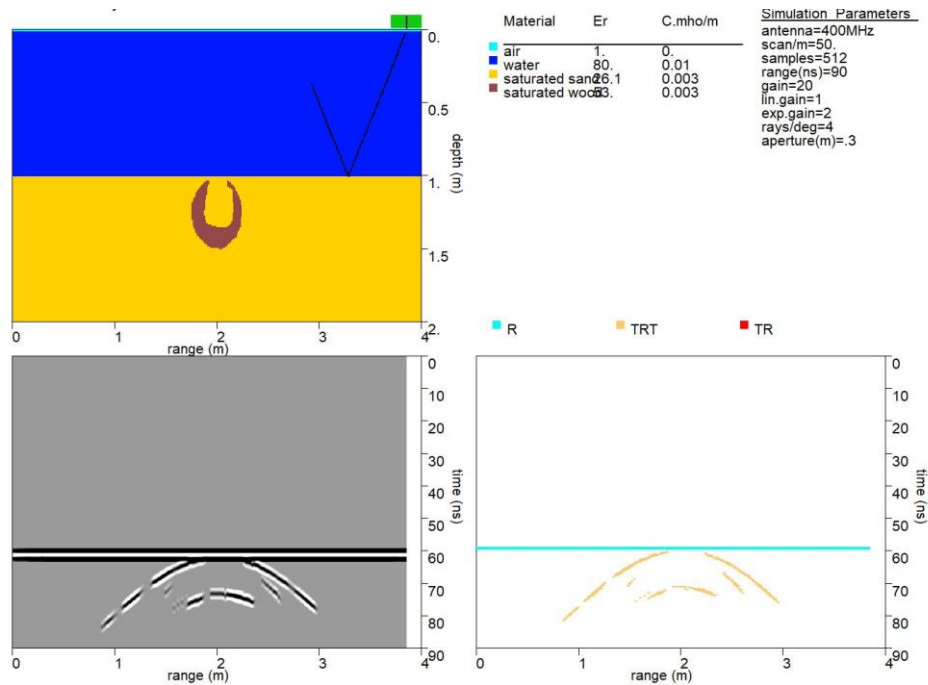 Material Er C.mho/m
air 1. 0.
water 80. 0.01
saturated sand 26.1 0.003
saturated wood 53. 0.003
Simulation Parameters
antenna=400MHz
scan/m=50.
samples=512
range(ns)=90
gain=20
lin.gain=1
exp.gain=2
rays/deg=4
aperture(m)=.3
0.
0.5
1.
1.5
2.
depth (m)
0 1 2 3 4
range (m)
R TRT TR
0
10
20
30
40
50
60
70
80
90
time (ns)
0 1 2 3 4
range (m)
0
10
20
30
40
50
60
70
80
90
time (ns)
0 1 2 3 4
range (m)